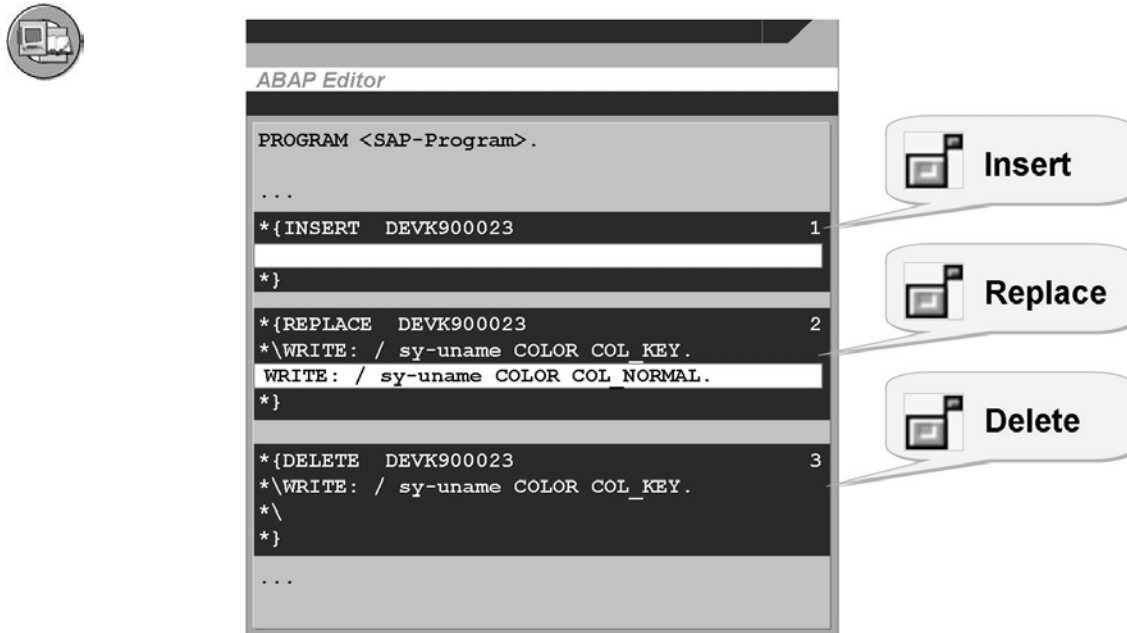 ABAP Editor
PROGRAM <SAP-Program>.
...
*{INSERT  DEVK900023 1
*}
*{REPLACE  DEVK900023 2
*\WRITE: / sy-uname COLOR COL_KEY.
WRITE: / sy-uname COLOR COL_NORMAL.
*}
*{DELETE  DEVK900023 3
*\WRITE: / sy-uname COLOR COL_KEY.
*\
*}
...
Insert
Replace
Delete